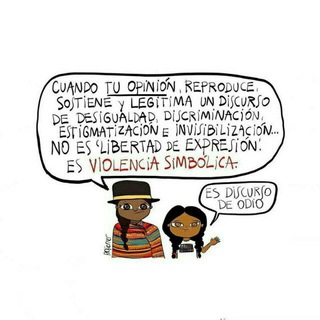 CUANDO TU OPINIÓN, REPRODUCE,
SOSTIENE y LEGÍTIMA UN DISCURSO
DE DESIGUALDAD, DISCRIMINACIÓN,
ESTIGMATIZACIÓN E INVISIBILIZACIÓN...
NO ES 'LIBERTAD DE EXPRESIÓN'.
ES VIOLENCIA SIMBÓLICA.
ES DISCURSO
DE ODIO